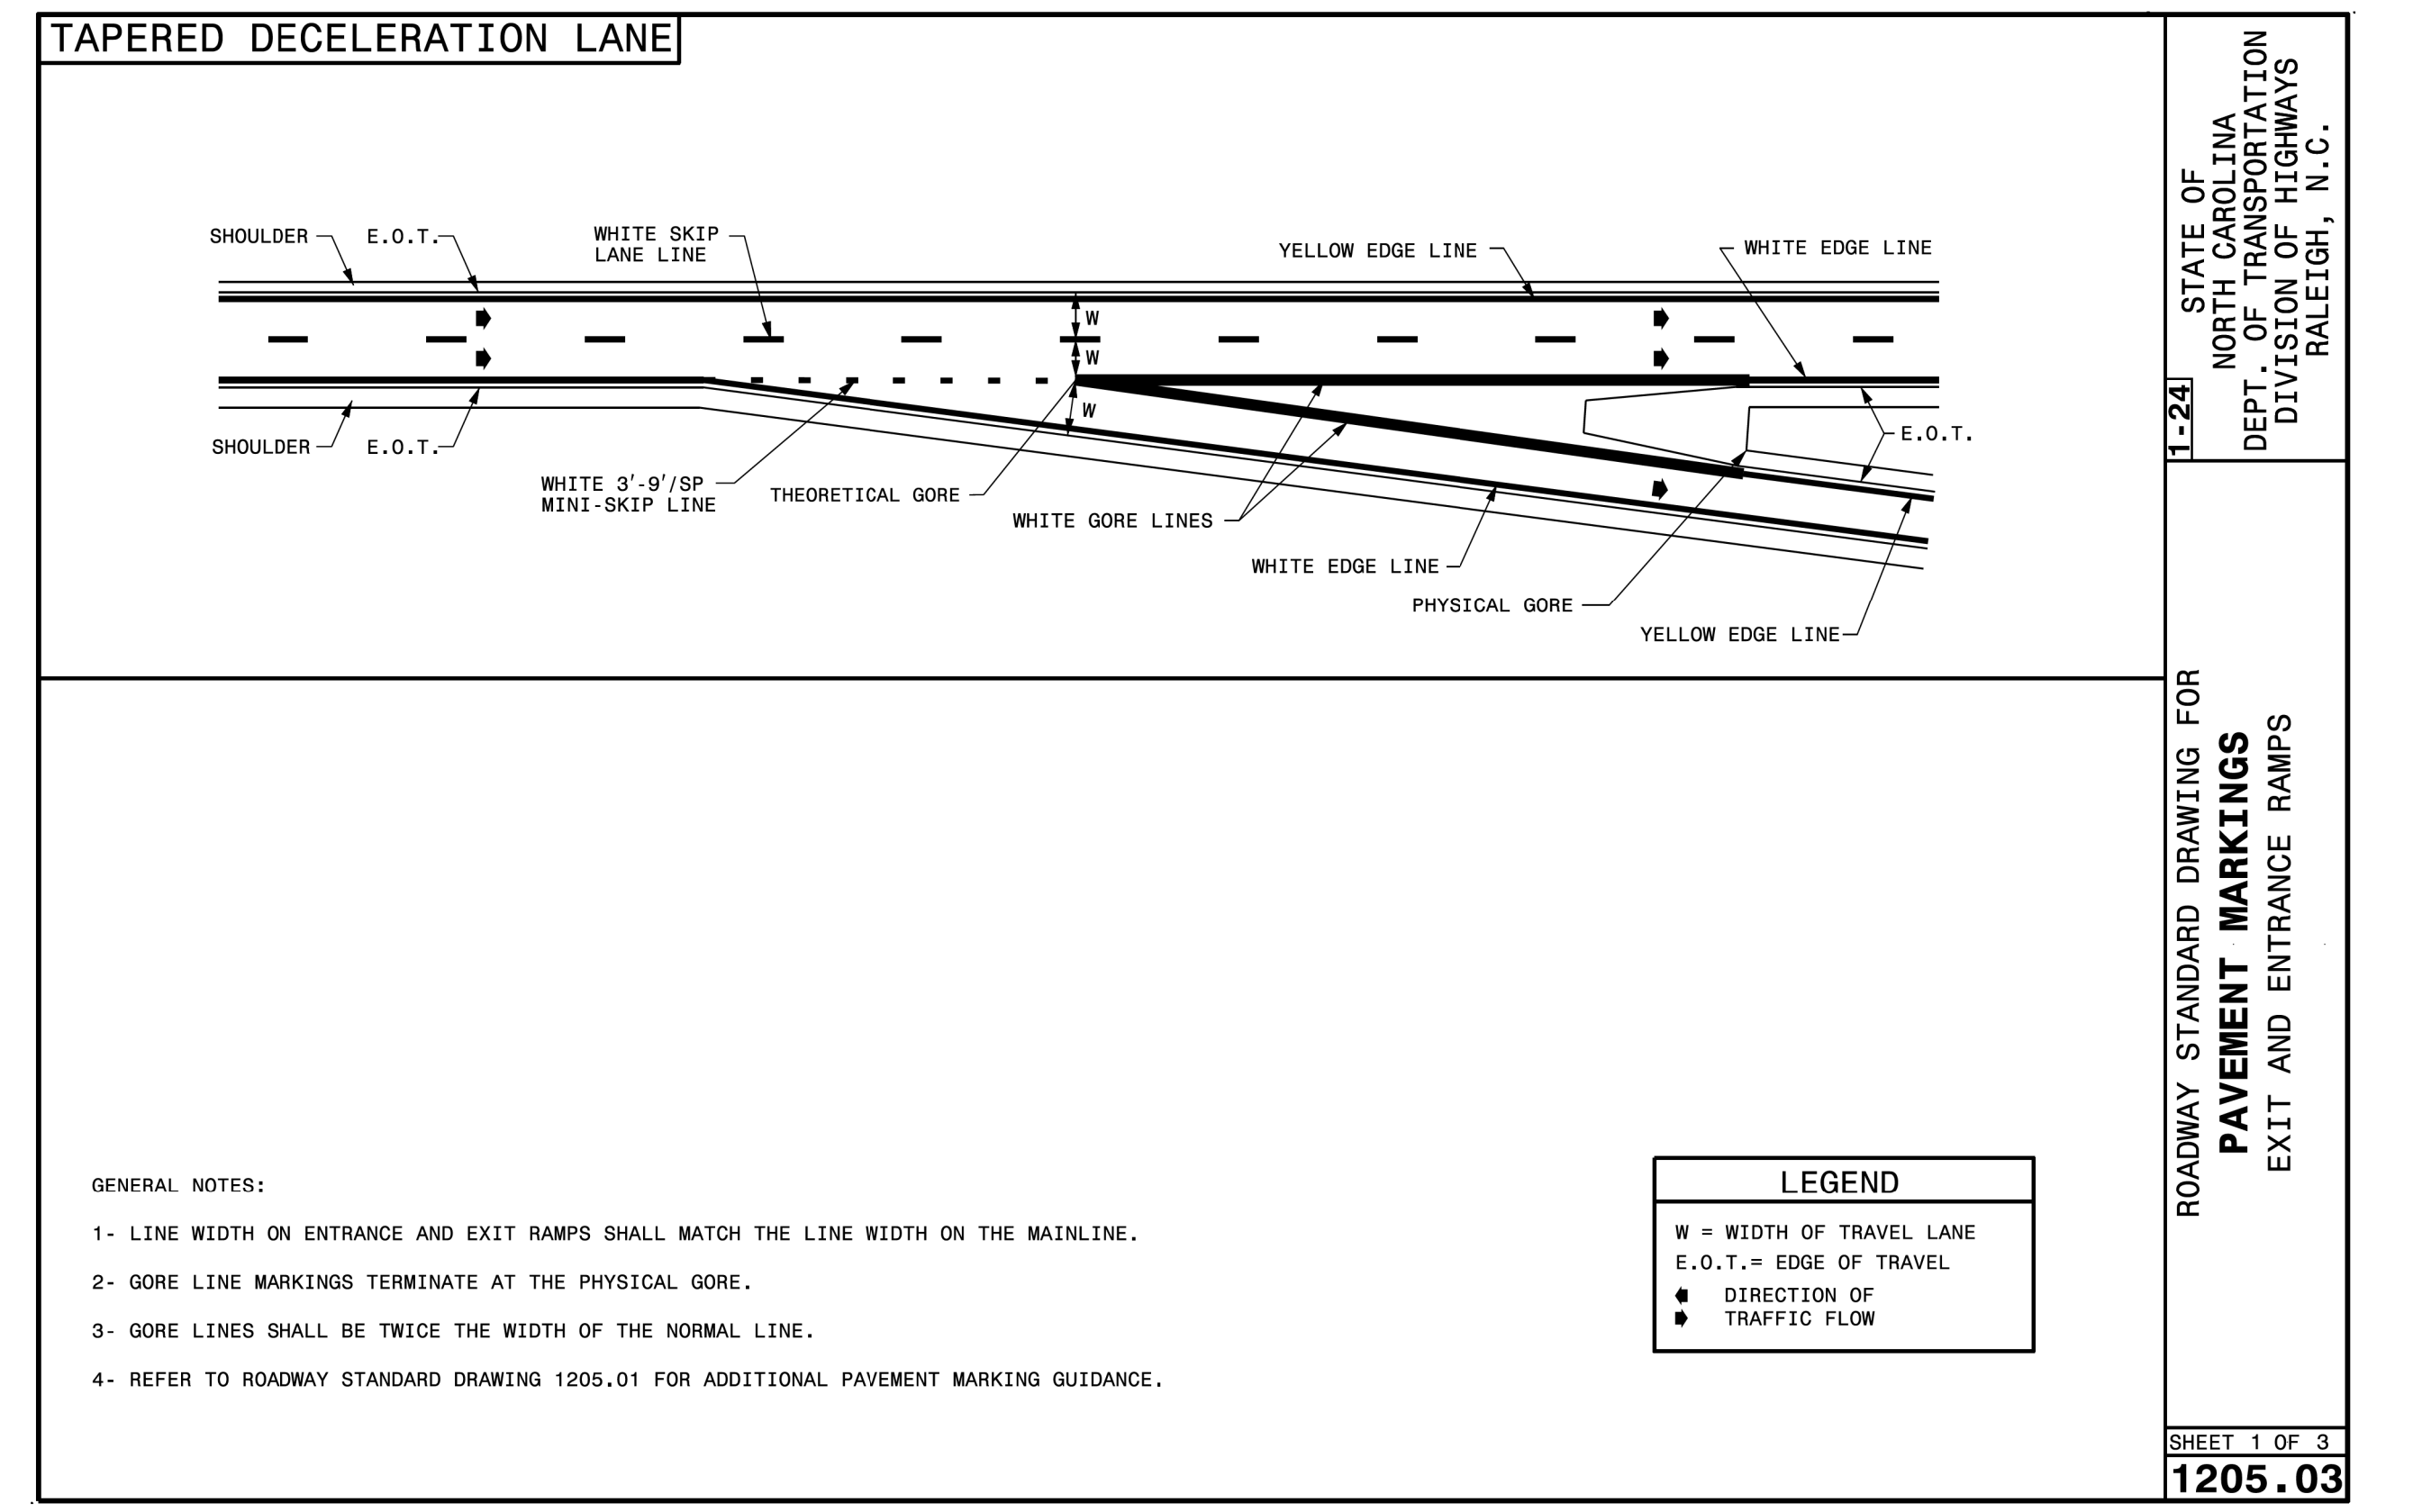 TAPERED DECELERATION LANE
SHOULDER
E.O.T.
WHITE SKIP
LANE LINE
YELLOW EDGE LINE
WHITE EDGE LINE
W
W
W
SHOULDER
E.O.T.
E.O.T.
WHITE 3'-9'/SP
MINI-SKIP LINE
THEORETICAL GORE
WHITE GORE LINES
WHITE EDGE LINE
PHYSICAL GORE
YELLOW EDGE LINE
GENERAL NOTES:
1- LINE WIDTH ON ENTRANCE AND EXIT RAMPS SHALL MATCH THE LINE WIDTH ON THE MAINLINE.
2- GORE LINE MARKINGS TERMINATE AT THE PHYSICAL GORE.
3- GORE LINES SHALL BE TWICE THE WIDTH OF THE NORMAL LINE.
4- REFER TO ROADWAY STANDARD DRAWING 1205.01 FOR ADDITIONAL PAVEMENT MARKING GUIDANCE.
LEGEND
W = WIDTH OF TRAVEL LANE
E.O.T.= EDGE OF TRAVEL
DIRECTION OF
TRAFFIC FLOW
STATE OF
NORTH CAROLINA
DEPT. OF TRANSPORTATION
DIVISION OF HIGHWAYS
RALEIGH, N.C.
1-24
ROADWAY STANDARD DRAWING FOR
PAVEMENT MARKINGS
EXIT AND ENTRANCE RAMPS
SHEET 1 OF 3
1205.03